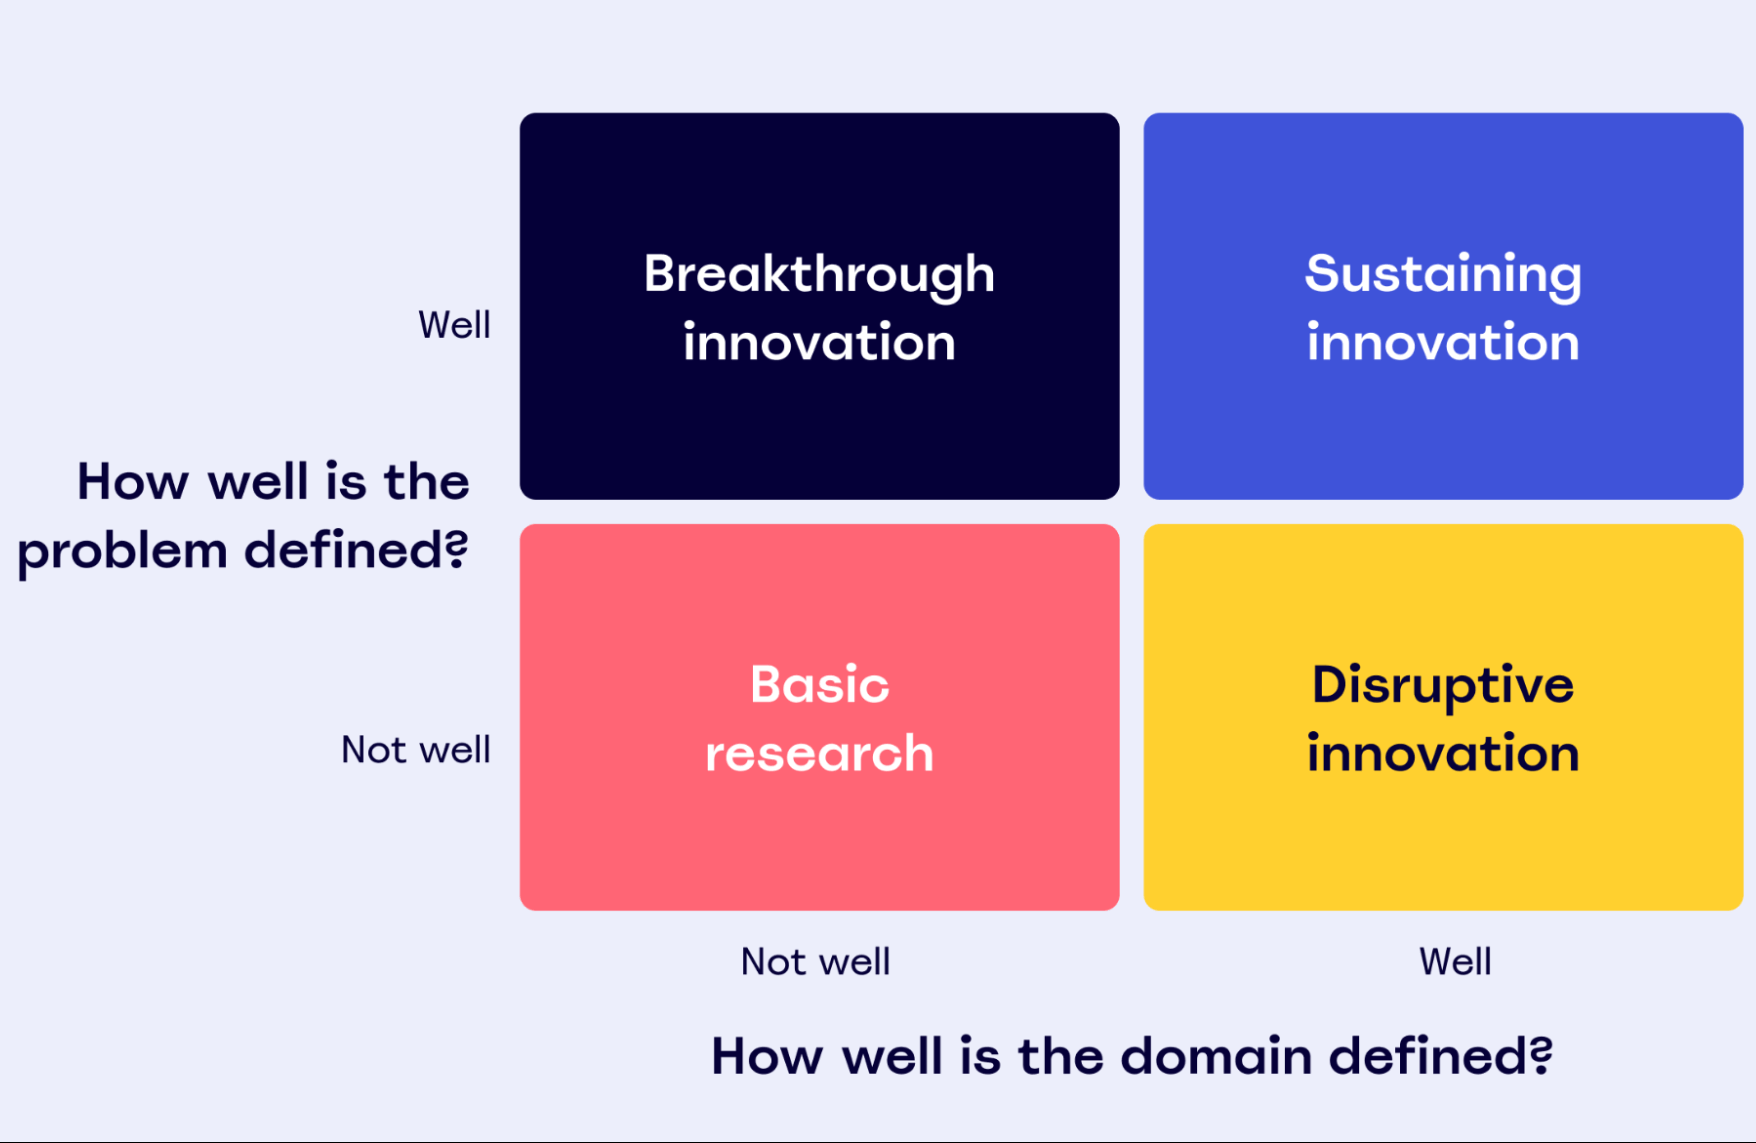 Breakthrough
innovation
Sustaining
innovation
Well
How well is the
problem defined?
Basic
research
Disruptive
innovation
Not well
Not well
Well
How well is the domain defined?